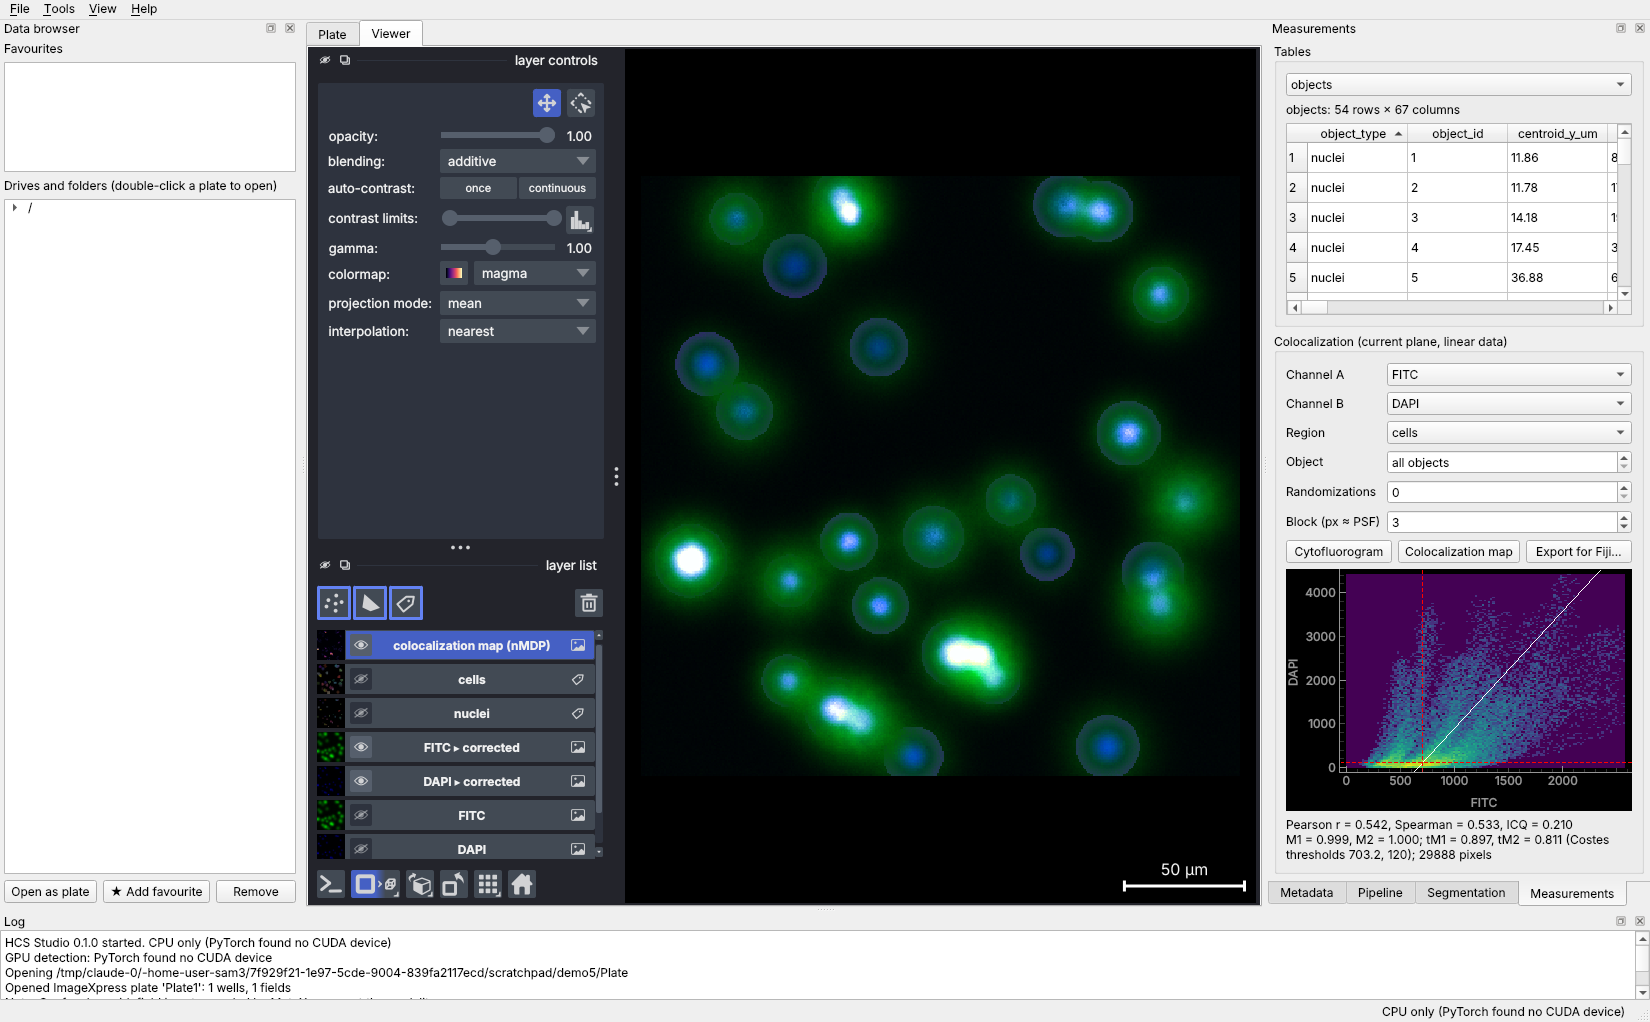 File Tools View Help
Data browser
Favourites
Drives and folders (double-click a plate to open)
/
Open as plate ★ Add favourite Remove
Plate Viewer
layer controls
opacity: 1.00
blending: additive
auto-contrast: once continuous
contrast limits:
gamma: 1.00
colormap: magma
projection mode: mean
interpolation: nearest
layer list
colocalization map (nMDP)
cells
nuclei
FITC ▸ corrected
DAPI ▸ corrected
FITC
DAPI
50 µm
Measurements
Tables
objects
objects: 54 rows × 67 columns
object_type object_id centroid_y_um
1 nuclei 1 11.86 8
2 nuclei 2 11.78 1
3 nuclei 3 14.18 1
4 nuclei 4 17.45 3
5 nuclei 5 36.88 6
Colocalization (current plane, linear data)
Channel A FITC
Channel B DAPI
Region cells
Object all objects
Randomizations 0
Block (px ≈ PSF) 3
Cytofluorogram Colocalization map Export for Fiji...
4000
3000
2000
1000
0
DAPI
0 500 1000 1500 2000
FITC
Pearson r = 0.542, Spearman = 0.533, ICQ = 0.210
M1 = 0.999, M2 = 1.000; tM1 = 0.897, tM2 = 0.811 (Costes
thresholds 703.2, 120); 29888 pixels
Metadata Pipeline Segmentation Measurements
Log
HCS Studio 0.1.0 started. CPU only (PyTorch found no CUDA device)
GPU detection: PyTorch found no CUDA device
Opening /tmp/claude-0/-home-user-sam3/7f929f21-1e97-5cde-9004-839fa2117ecd/scratchpad/demo5/Plate
Opened ImageXpress plate 'Plate1': 1 wells, 1 fields
CPU only (PyTorch found no CUDA device)